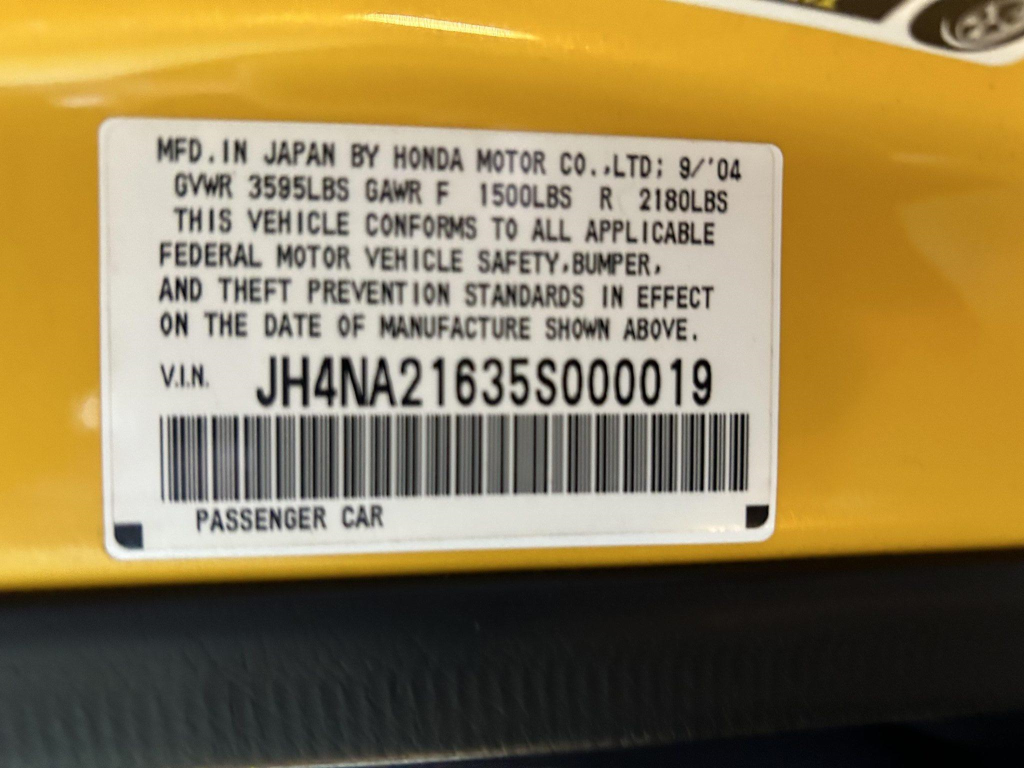 MFD.IN JAPAN BY HONDA MOTOR CO.,LTD; 9/'04
GVWR 3595LBS GAWR F 1500LBS R 2180LBS
THIS VEHICLE CONFORMS TO ALL APPLICABLE
FEDERAL MOTOR VEHICLE SAFETY,BUMPER,
AND THEFT PREVENTION STANDARDS IN EFFECT
ON THE DATE OF MANUFACTURE SHOWN ABOVE.
V.I.N. JH4NA21635S000019
PASSENGER CAR